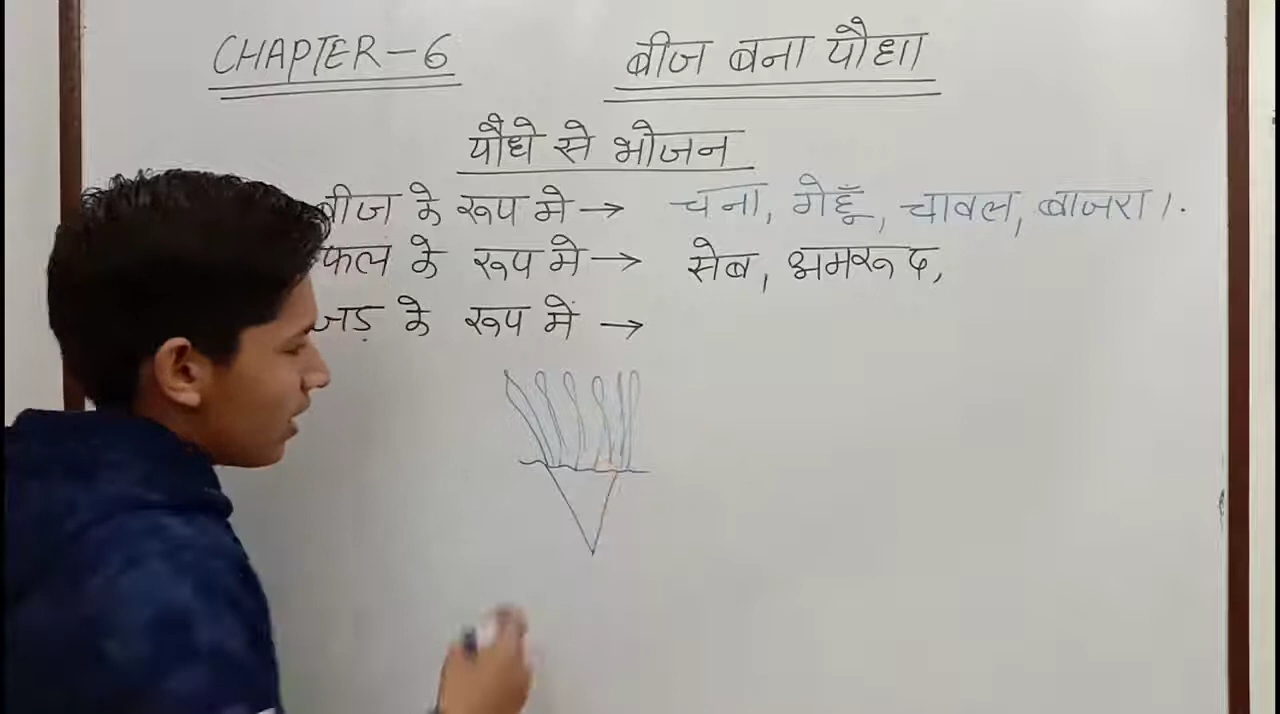 CHAPTER-6 बीज बना पौधा
पौधे से भोजन
बीज के रूप मे → चना, गेहूँ, चावल, बाजरा।.
फल के रूप मे → सेब, अमरूद,
जड़ के रूप में →